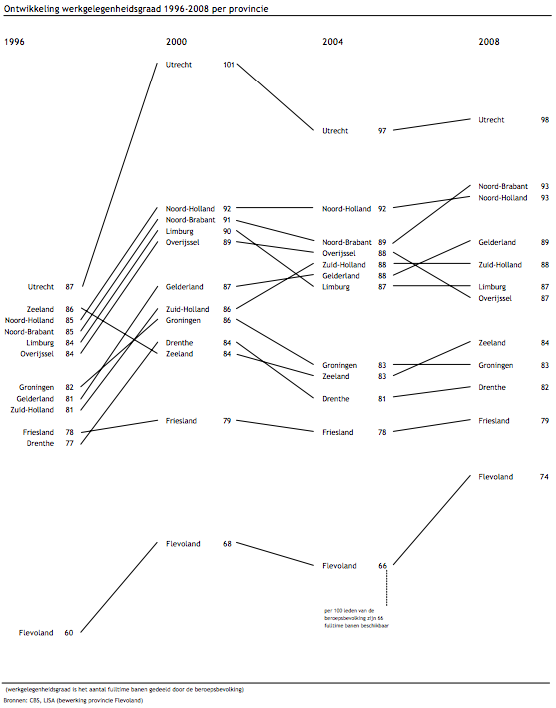 Ontwikkeling werkgelegenheidsgraad 1996-2008 per provincie
1996 2000 2004 2008
Utrecht 101
Utrecht 98
Utrecht 97
Noord-Brabant 93
Noord-Holland 93
Noord-Holland 92
Noord-Holland 92
Noord-Brabant 91
Limburg 90
Overijssel 89
Noord-Brabant 89
Gelderland 89
Overijssel 88
Zuid-Holland 88
Zuid-Holland 88
Gelderland 88
Utrecht 87
Gelderland 87
Limburg 87
Limburg 87
Overijssel 87
Zeeland 86
Zuid-Holland 86
Noord-Holland 85
Groningen 86
Noord-Brabant 85
Limburg 84
Drenthe 84
Zeeland 84
Overijssel 84
Zeeland 84
Groningen 83
Groningen 83
Zeeland 83
Groningen 82
Drenthe 82
Gelderland 81
Drenthe 81
Zuid-Holland 81
Friesland 79
Friesland 79
Friesland 78
Friesland 78
Drenthe 77
Flevoland 74
Flevoland 68
Flevoland 66
per 100 leden van de
beroepsbevolking zijn 66
fulltime banen beschikbaar
Flevoland 60
(werkgelegenheidsgraad is het aantal fulltime banen gedeeld door de beroepsbevolking)
Bronnen: CBS, LISA (bewerking provincie Flevoland)